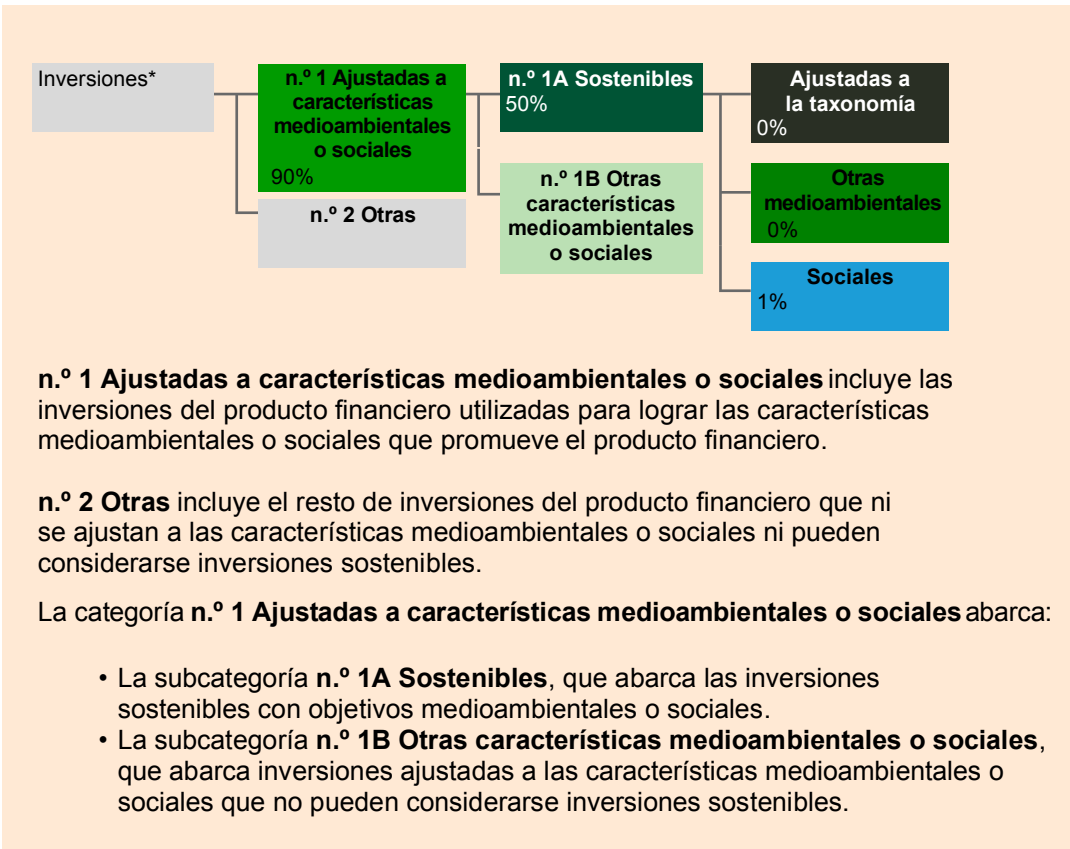 Inversiones*
n.º 1 Ajustadas a
características
medioambientales
o sociales
90%
n.º 2 Otras
n.º 1A Sostenibles
50%
n.º 1B Otras
características
medioambientales
o sociales
Ajustadas a
la taxonomía
0%
Otras
medioambientales
0%
Sociales
1%
n.º 1 Ajustadas a características medioambientales o sociales incluye las
inversiones del producto financiero utilizadas para lograr las características
medioambientales o sociales que promueve el producto financiero.
n.º 2 Otras incluye el resto de inversiones del producto financiero que ni
se ajustan a las características medioambientales o sociales ni pueden
considerarse inversiones sostenibles.
La categoría n.º 1 Ajustadas a características medioambientales o sociales abarca:
• La subcategoría n.º 1A Sostenibles, que abarca las inversiones
sostenibles con objetivos medioambientales o sociales.
• La subcategoría n.º 1B Otras características medioambientales o sociales,
que abarca inversiones ajustadas a las características medioambientales o
sociales que no pueden considerarse inversiones sostenibles.